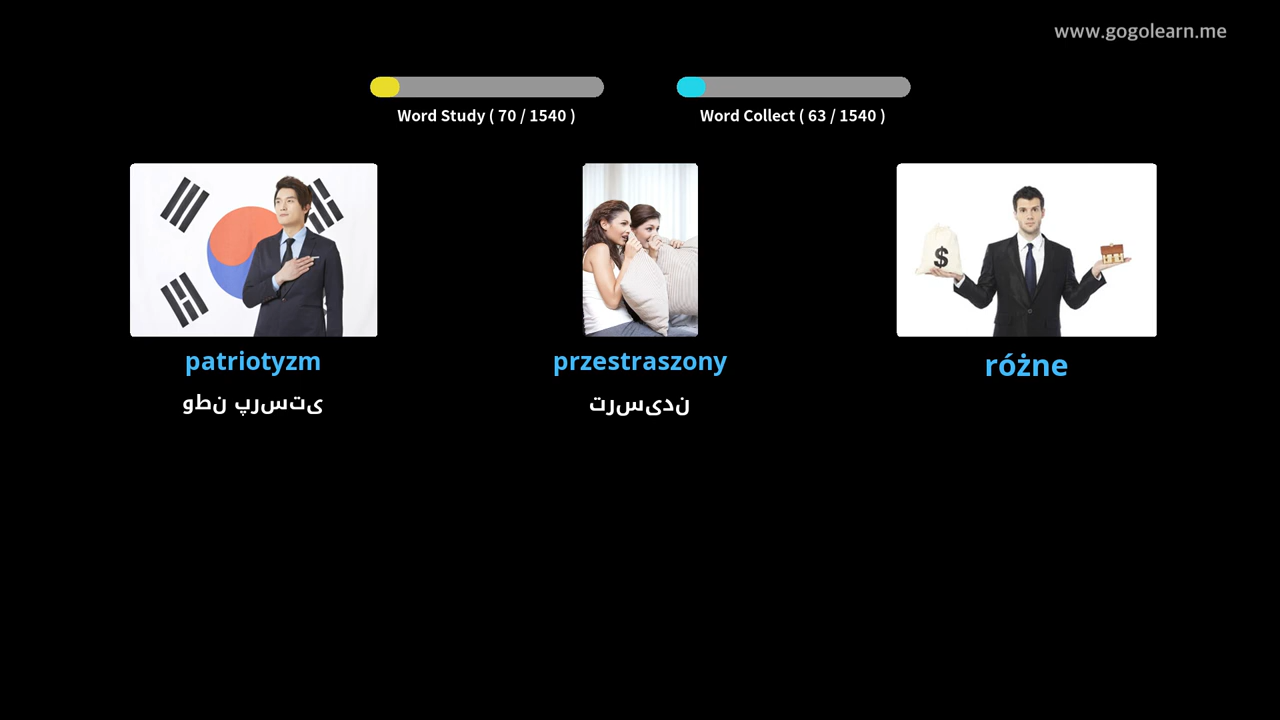 www.gogolearn.me
Word Study ( 70 / 1540 )
Word Collect ( 63 / 1540 )
patriotyzm
وطن پرستی
przestraszony
ترسیدن
różne
$